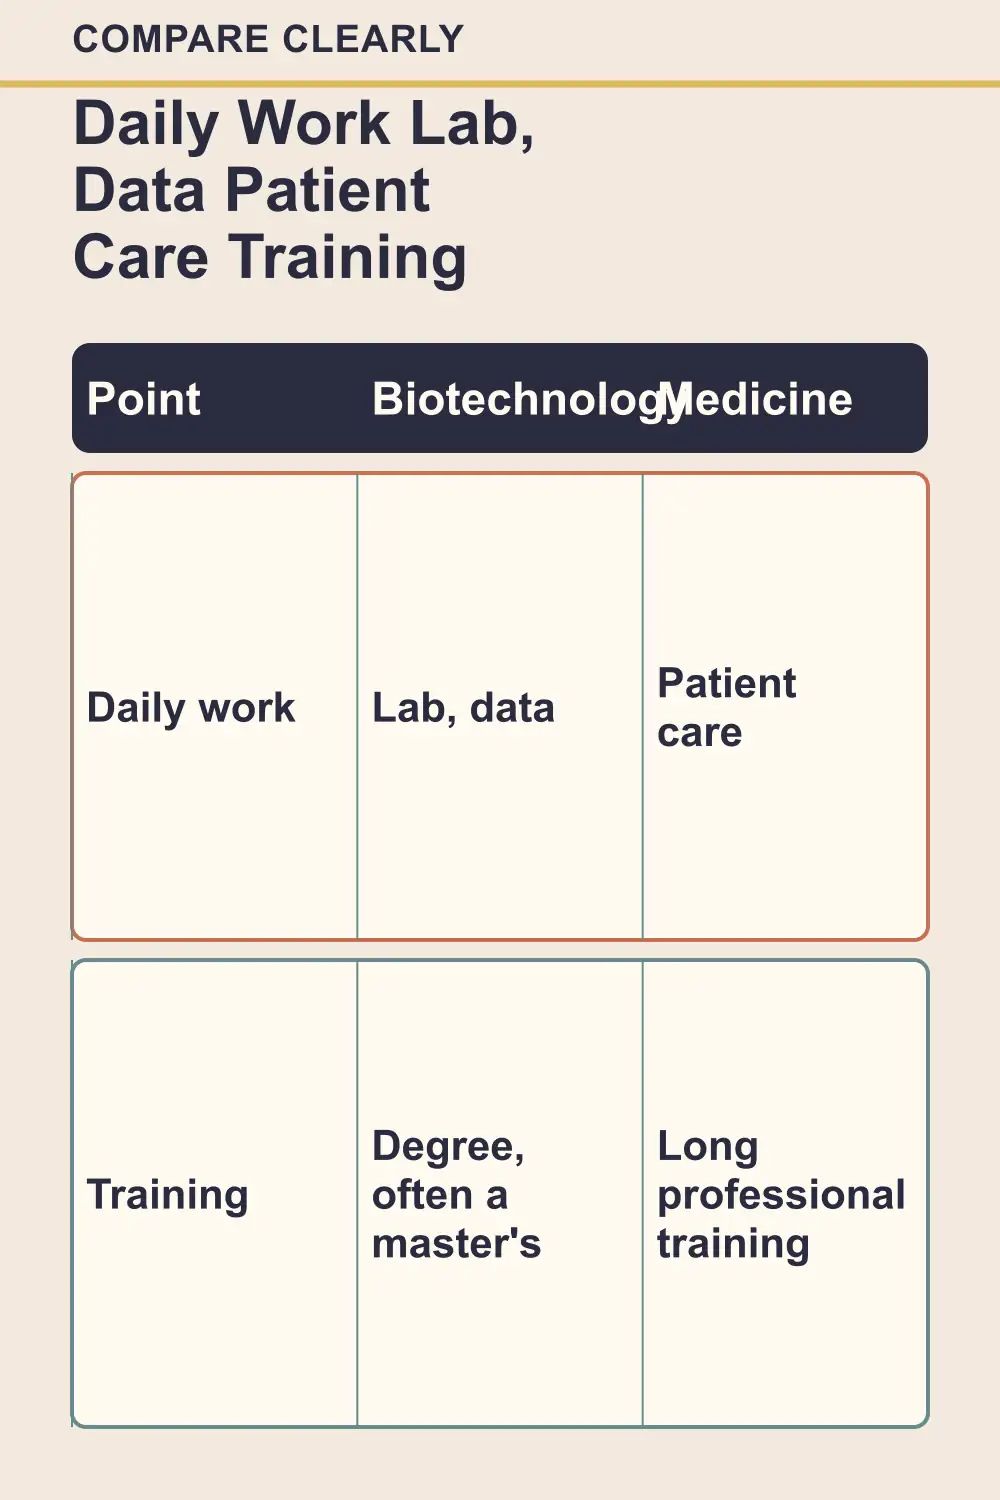 COMPARE CLEARLY
Daily Work Lab,
Data Patient
Care Training
Point Biotechnology Medicine
Daily work Lab, data Patient
care
Training Degree,
often a
master's Long
professional
training